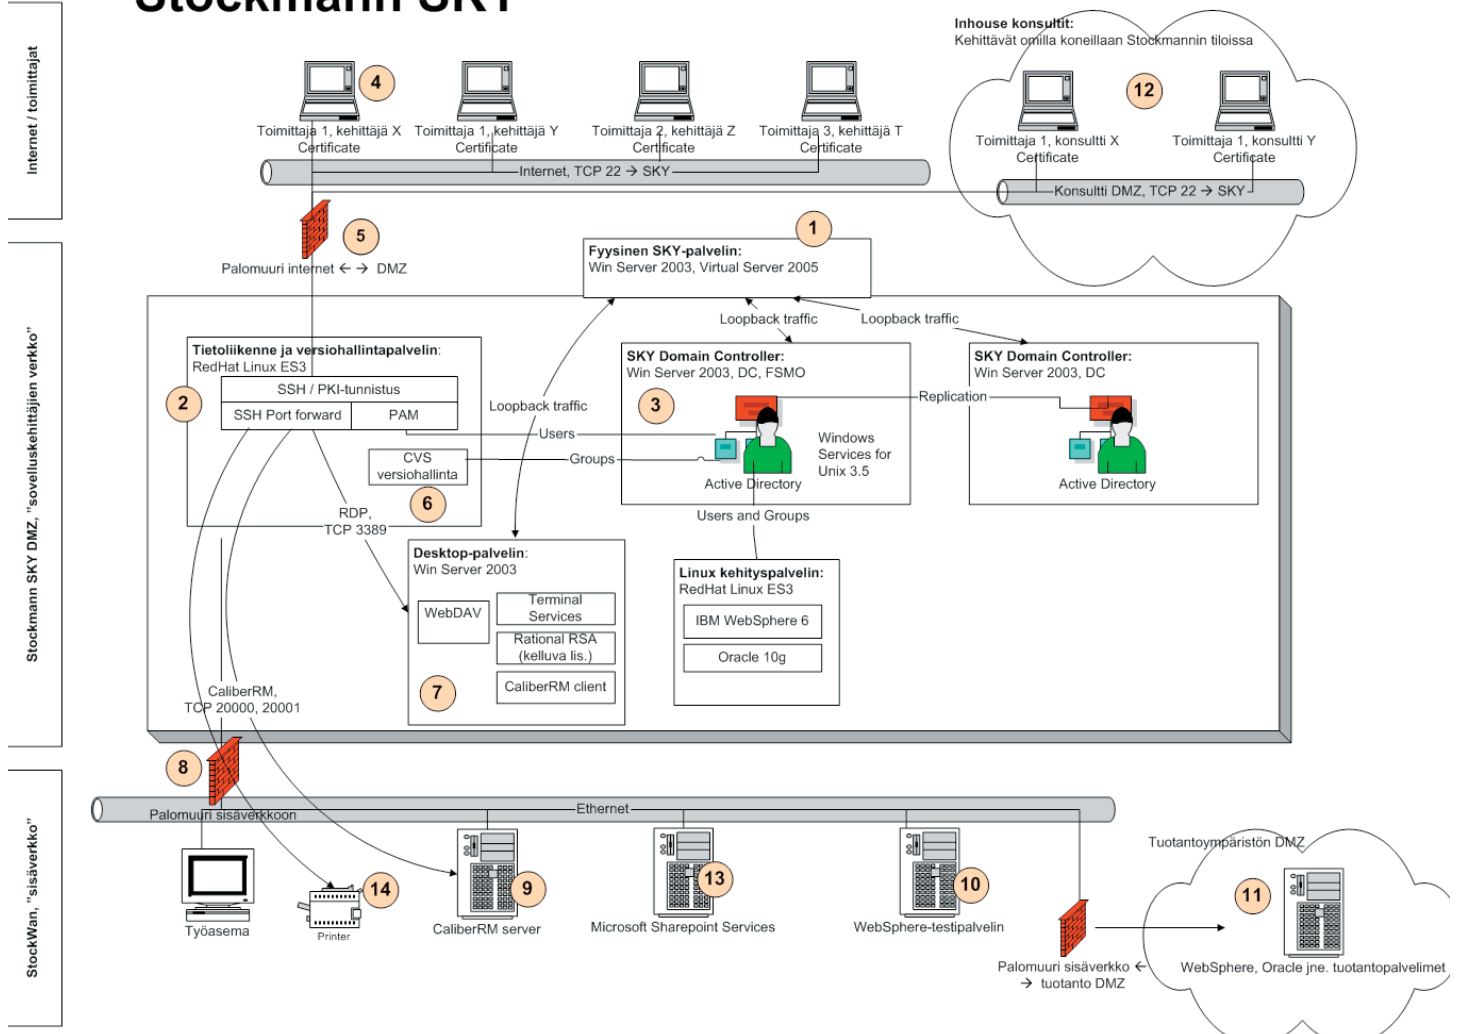 Stockmann SKY
Internet / toimittajat
Inhouse konsultit:
Kehittävät omilla koneillaan Stockmannin tiloissa
4
12
Toimittaja 1, kehittäjä X
Certificate
Toimittaja 1, kehittäjä Y
Certificate
Toimittaja 2, kehittäjä Z
Certificate
Toimittaja 3, kehittäjä T
Certificate
Toimittaja 1, konsultti X
Certificate
Toimittaja 1, konsultti Y
Certificate
Internet, TCP 22 → SKY
Konsultti DMZ, TCP 22 → SKY
5
Palomuuri internet ← → DMZ
Stockmann SKY DMZ, "sovelluskehittäjien verkko"
1
Fyysinen SKY-palvelin:
Win Server 2003, Virtual Server 2005
Loopback traffic
Loopback traffic
Tietoliikenne ja versiohallintapalvelin:
RedHat Linux ES3
SSH / PKI-tunnistus
SSH Port forward
PAM
2
CVS
versiohallinta
6
Loopback traffic
Users
Groups
SKY Domain Controller:
Win Server 2003, DC, FSMO
3
Windows
Services for
Unix 3.5
Active Directory
Replication
SKY Domain Controller:
Win Server 2003, DC
Active Directory
RDP,
TCP 3389
Users and Groups
Desktop-palvelin:
Win Server 2003
WebDAV
Terminal
Services
Rational RSA
(kelluva lis.)
CaliberRM client
7
Linux kehityspalvelin:
RedHat Linux ES3
IBM WebSphere 6
Oracle 10g
CaliberRM,
TCP 20000, 20001
8
StockWan, "sisäverkko"
Palomuuri sisäverkkoon
Ethernet
Työasema
14
Printer
9
CaliberRM server
13
Microsoft Sharepoint Services
10
WebSphere-testipalvelin
Palomuuri sisäverkko ←
→ tuotanto DMZ
Tuotantoympäristön DMZ
11
WebSphere, Oracle jne. tuotantopalvelimet